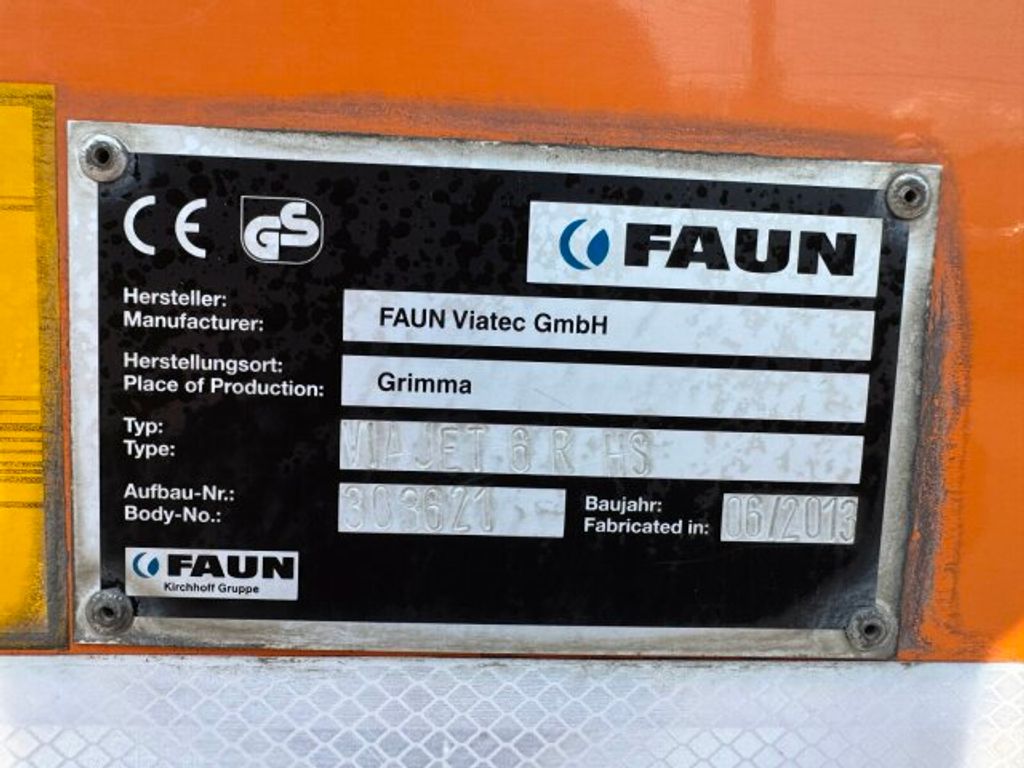 CE GS FAUN
Hersteller:
Manufacturer: FAUN Viatec GmbH
Herstellungsort:
Place of Production: Grimma
Typ:
Type: VIAJET 6 R HS
Aufbau-Nr.:
Body-No.: 303621
Baujahr:
Fabricated in: 06/2013
FAUN
Kirchhoff Gruppe